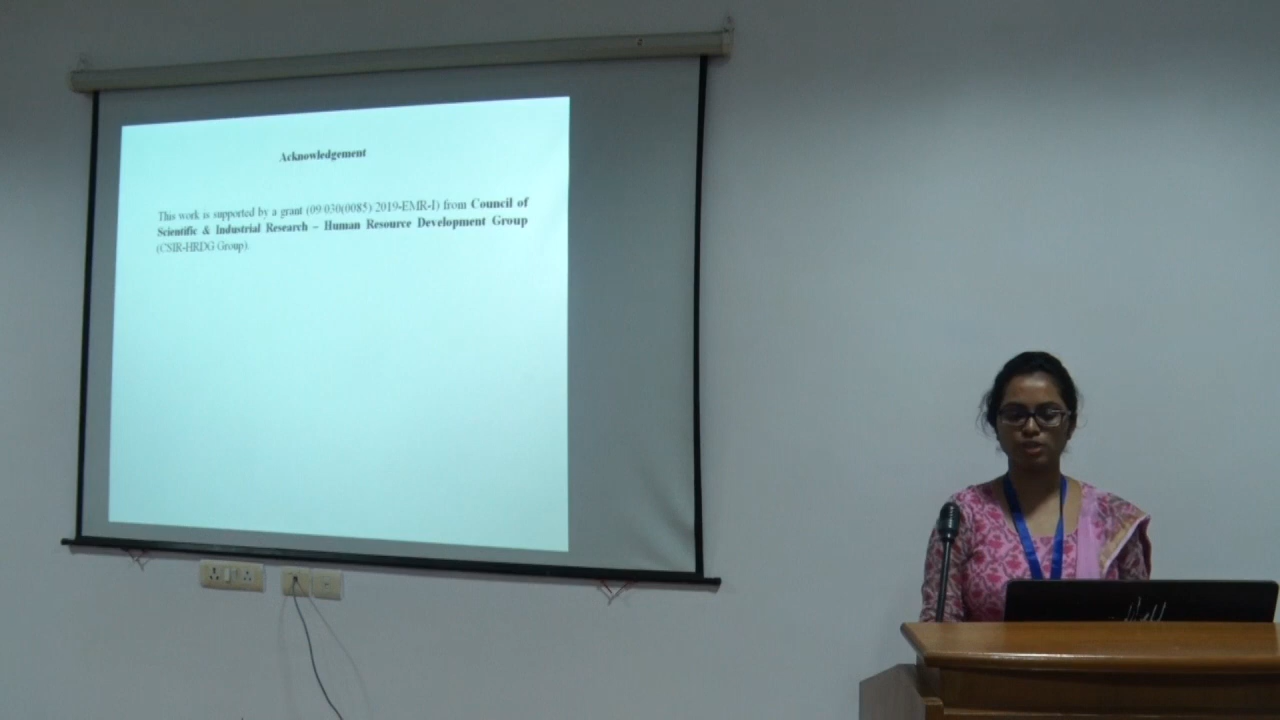 Acknowledgement
This work is supported by a grant (09/030(0085)/2019-EMR-I) from Council of
Scientific & Industrial Research – Human Resource Development Group
(CSIR-HRDG Group).